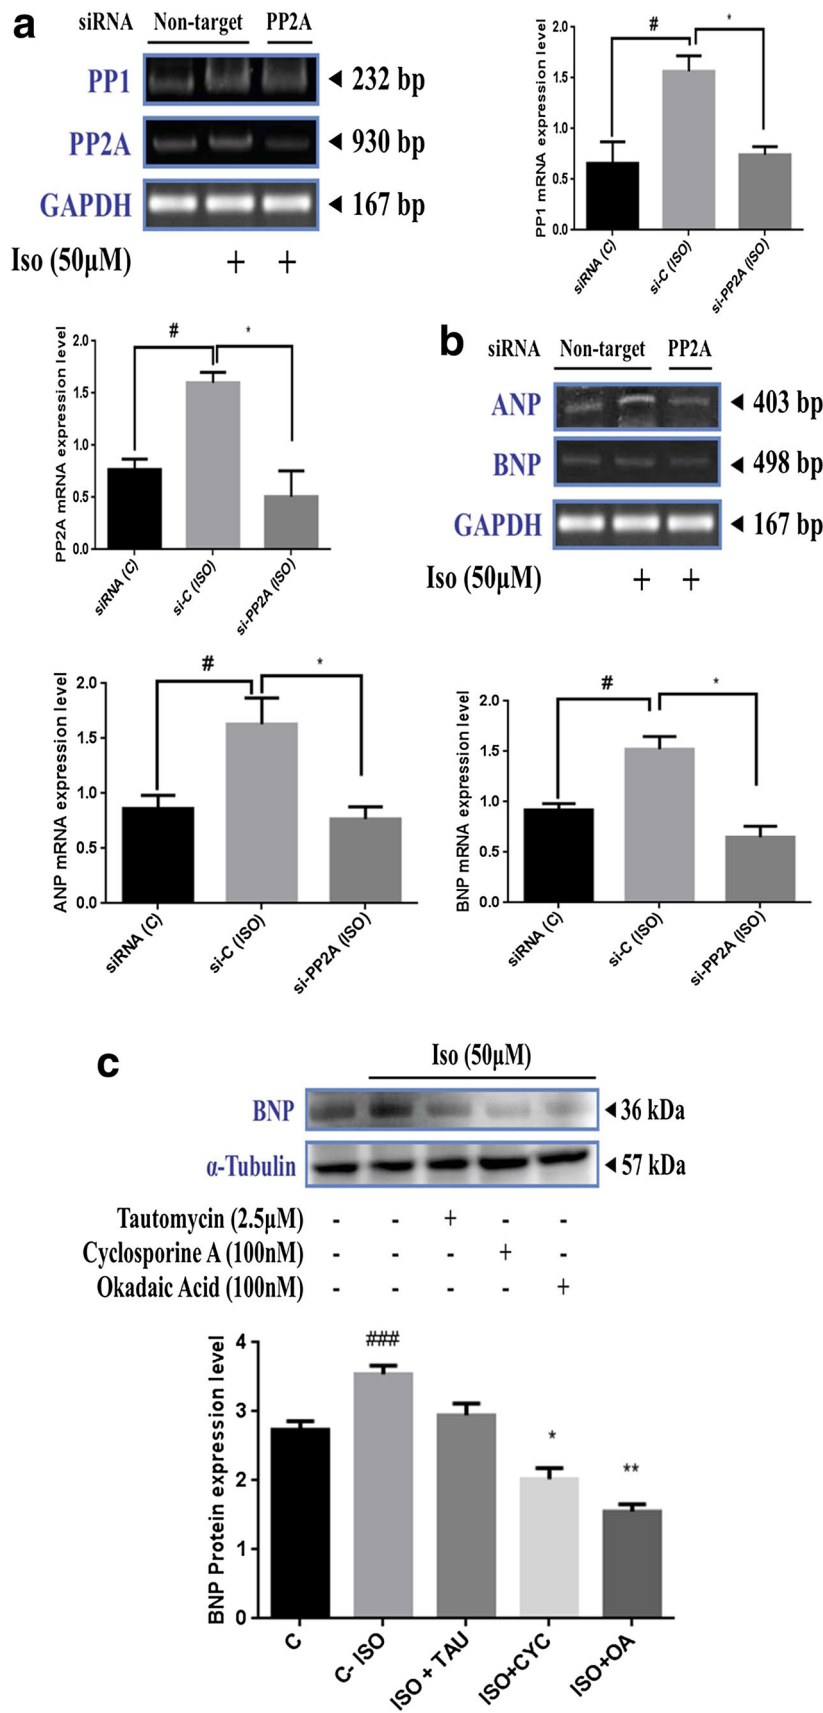 a
siRNA Non-target PP2A
PP1 ◄ 232 bp
PP2A ◄ 930 bp
GAPDH ◄ 167 bp
Iso (50µM) + +
PP1 mRNA expression level
2.0
1.5
1.0
0.5
0.0
# *
siRNA (C) si-C (ISO) si-PP2A (ISO)
PP2A mRNA expression level
2.0
1.5
1.0
0.5
0.0
# *
siRNA (C) si-C (ISO) si-PP2A (ISO)
b
siRNA Non-target PP2A
ANP ◄ 403 bp
BNP ◄ 498 bp
GAPDH ◄ 167 bp
Iso (50µM) + +
ANP mRNA expression level
2.0
1.5
1.0
0.5
0.0
# *
siRNA (C) si-C (ISO) si-PP2A (ISO)
BNP mRNA expression level
2.0
1.5
1.0
0.5
0.0
# *
siRNA (C) si-C (ISO) si-PP2A (ISO)
c
Iso (50µM)
BNP ◄ 36 kDa
α-Tubulin ◄ 57 kDa
Tautomycin (2.5µM) - - + - -
Cyclosporine A (100nM) - - - + -
Okadaic Acid (100nM) - - - - +
BNP Protein expression level
4
3
2
1
0
### * **
C C- ISO ISO + TAU ISO+CYC ISO+OA